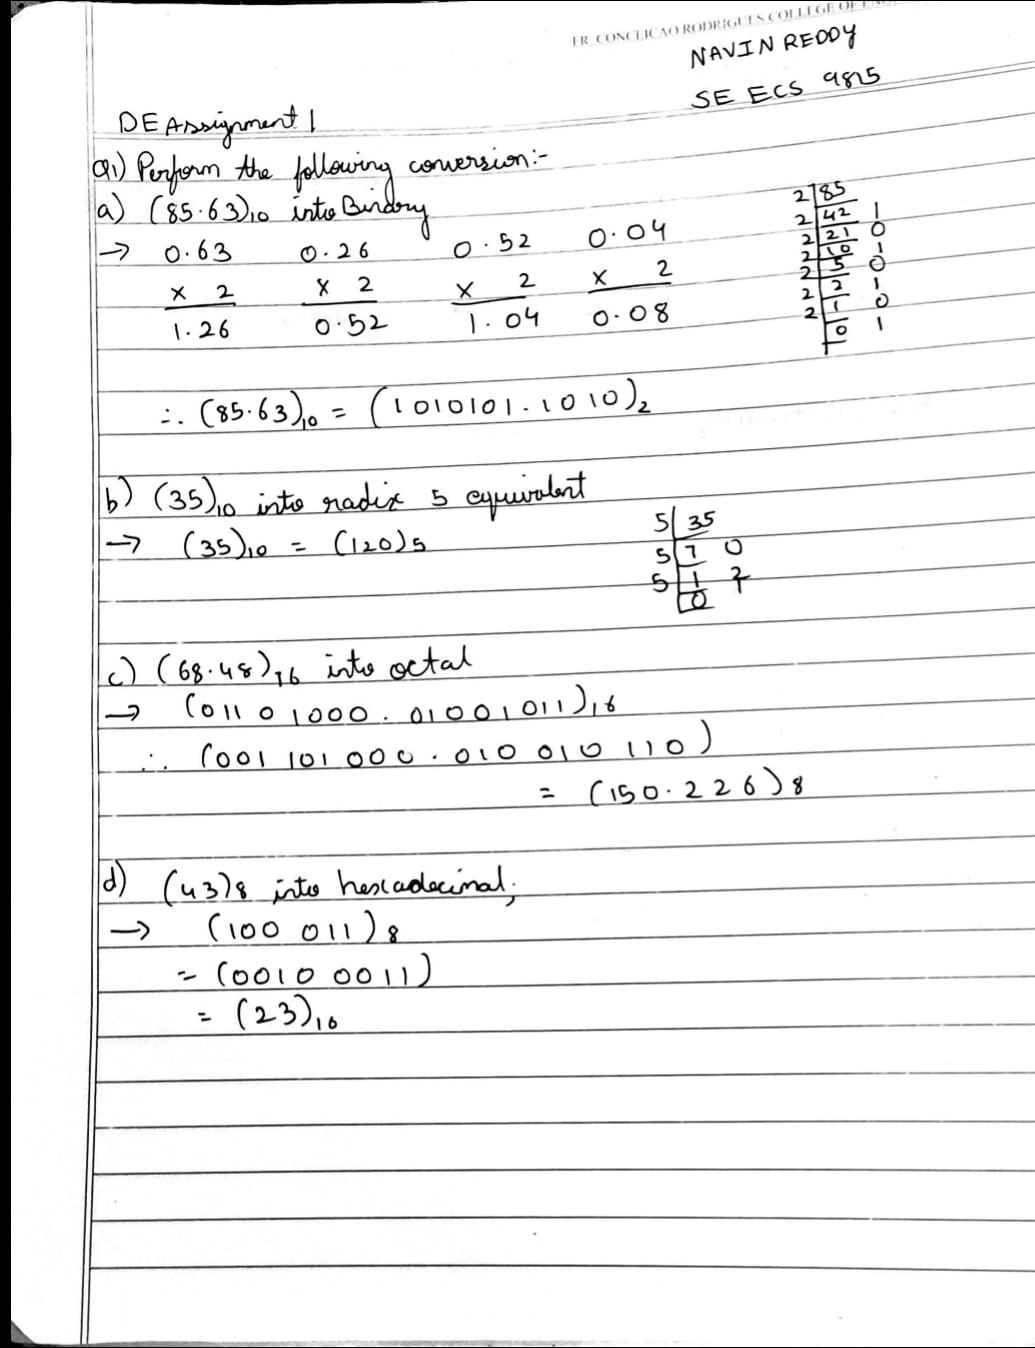 FR. CONCEICAO RODRIGUES COLLEGE OF
NAVIN REDDY
SE ECS 9815
DE Assignment 1
Q1) Perform the following conversion:-
a) (85.63)10 into Binary
→ 0.63 0.26 0.52 0.04
x 2 x 2 x 2 x 2
1.26 0.52 1.04 0.08
2 85
2 42 1
2 21 0
2 10 1
2 5 0
2 2 1
2 1 0
0 1
∴ (85.63)10 = (1010101.1010)2
b) (35)10 into radix 5 equivalent
→ (35)10 = (120)5
5 35
5 7 0
5 1 2
0
c) (68.48)16 into octal
→ (0110 1000.01001011)16
∴ (001 101 000.010 010 110)
= (150.226)8
d) (43)8 into hexadecimal;
→ (100 011)8
= (0010 0011)
= (23)16